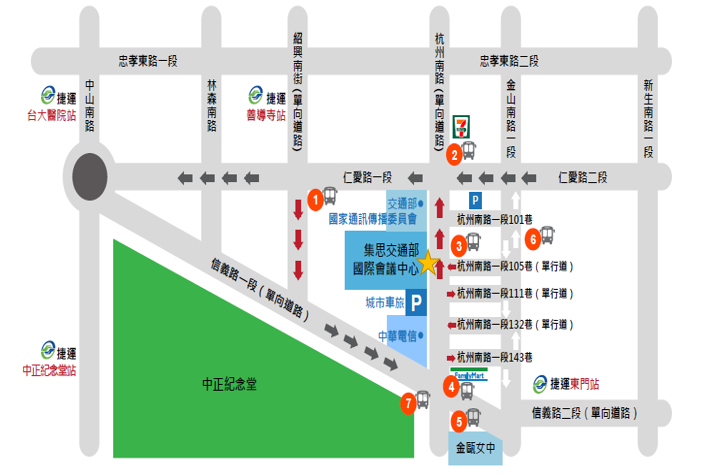 忠孝東路一段
忠孝東路二段
中山南路
林森南路
紹興南街(單向道路)
杭州南路(單向道路)
金山南路一段
新生南路一段
捷運
台大醫院站
捷運
善導寺站
7
ELEVEN
2
仁愛路一段
仁愛路二段
1
交通部
國家通訊傳播委員會
P
杭州南路一段101巷
3
6
集思交通部
國際會議中心
杭州南路一段105巷(單行道)
信義路一段(單向道路)
城市車旅
P
杭州南路一段111巷(單行道)
中華電信
杭州南路一段132巷(單行道)
捷運
中正紀念堂站
杭州南路一段143巷
FamilyMart
中正紀念堂
4
捷運東門站
7
5
信義路二段(單向道路)
金甌女中